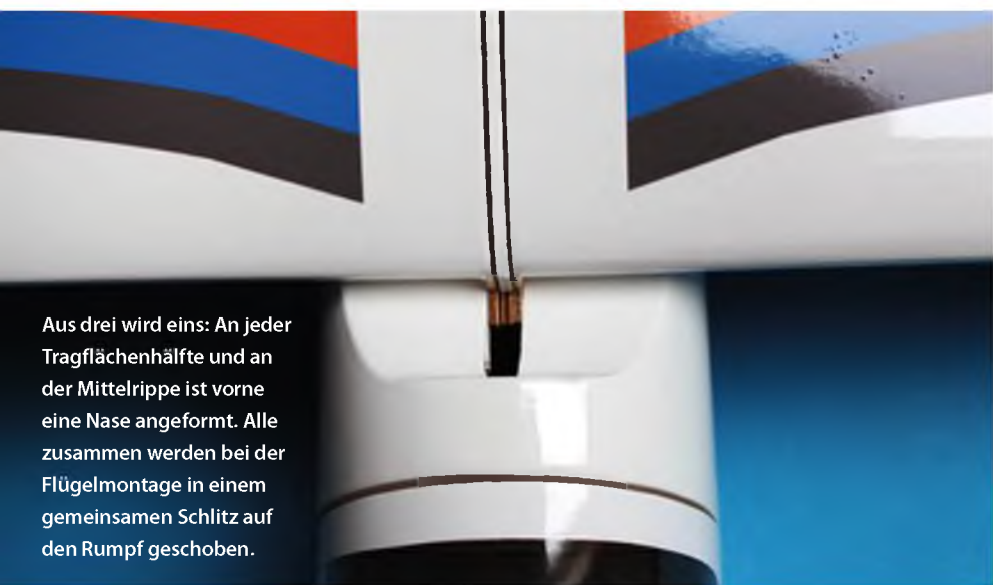 Aus drei wird eins: An jeder
Tragflächenhälfte und an
der Mittelrippe ist vorne
eine Nase angeformt. Alle
zusammen werden bei der
Flügelmontage in einem
gemeinsamen Schlitz auf
den Rumpf geschoben.